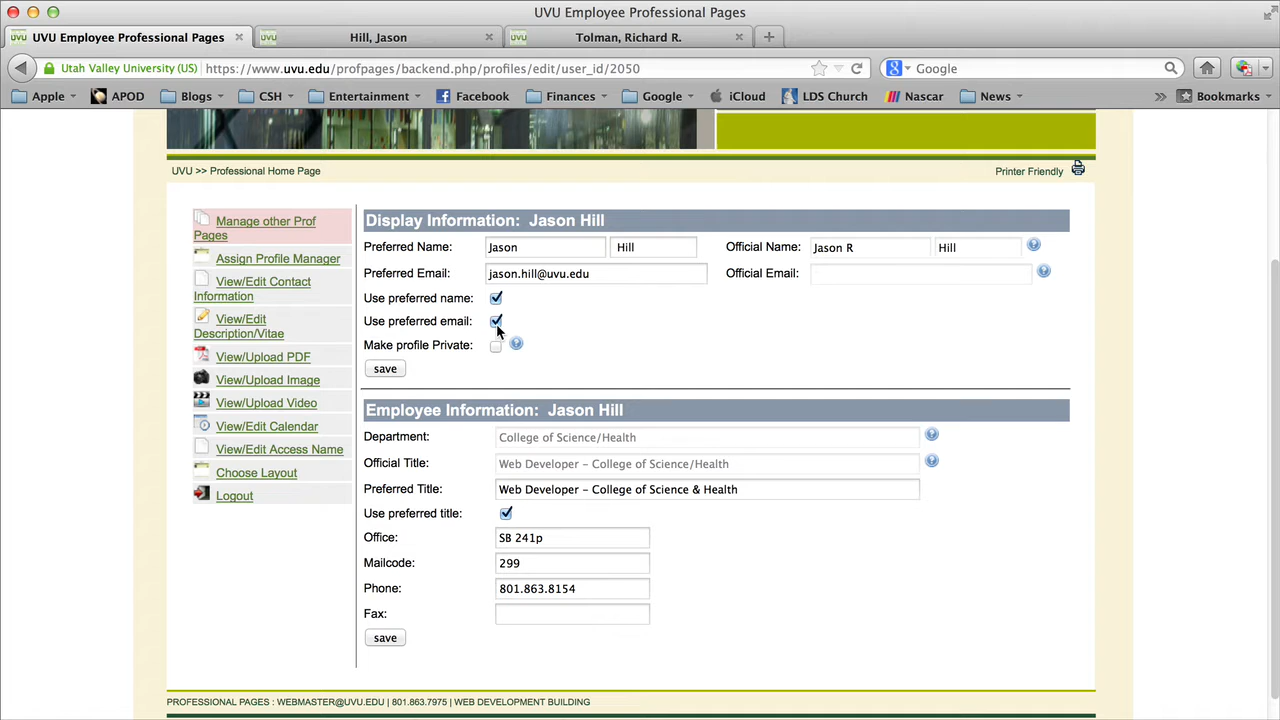 UVU Employee Professional Pages
UVU UVU Employee Professional Pages
UVU Hill, Jason
UVU Tolman, Richard R.
Utah Valley University (US) https://www.uvu.edu/profpages/backend.php/profiles/edit/user_id/2050
Google
Apple APOD Blogs CSH Entertainment Facebook Finances Google iCloud LDS Church Nascar News Bookmarks
UVU >> Professional Home Page
Printer Friendly
Manage other Prof
Pages
Assign Profile Manager
View/Edit Contact
Information
View/Edit
Description/Vitae
View/Upload PDF
View/Upload Image
View/Upload Video
View/Edit Calendar
View/Edit Access Name
Choose Layout
Logout
Display Information: Jason Hill
Preferred Name: Jason Hill Official Name: Jason R Hill
Preferred Email: jason.hill@uvu.edu Official Email:
Use preferred name:
Use preferred email:
Make profile Private:
save
Employee Information: Jason Hill
Department: College of Science/Health
Official Title: Web Developer – College of Science/Health
Preferred Title: Web Developer – College of Science & Health
Use preferred title:
Office: SB 241p
Mailcode: 299
Phone: 801.863.8154
Fax:
save
PROFESSIONAL PAGES : WEBMASTER@UVU.EDU | 801.863.7975 | WEB DEVELOPMENT BUILDING